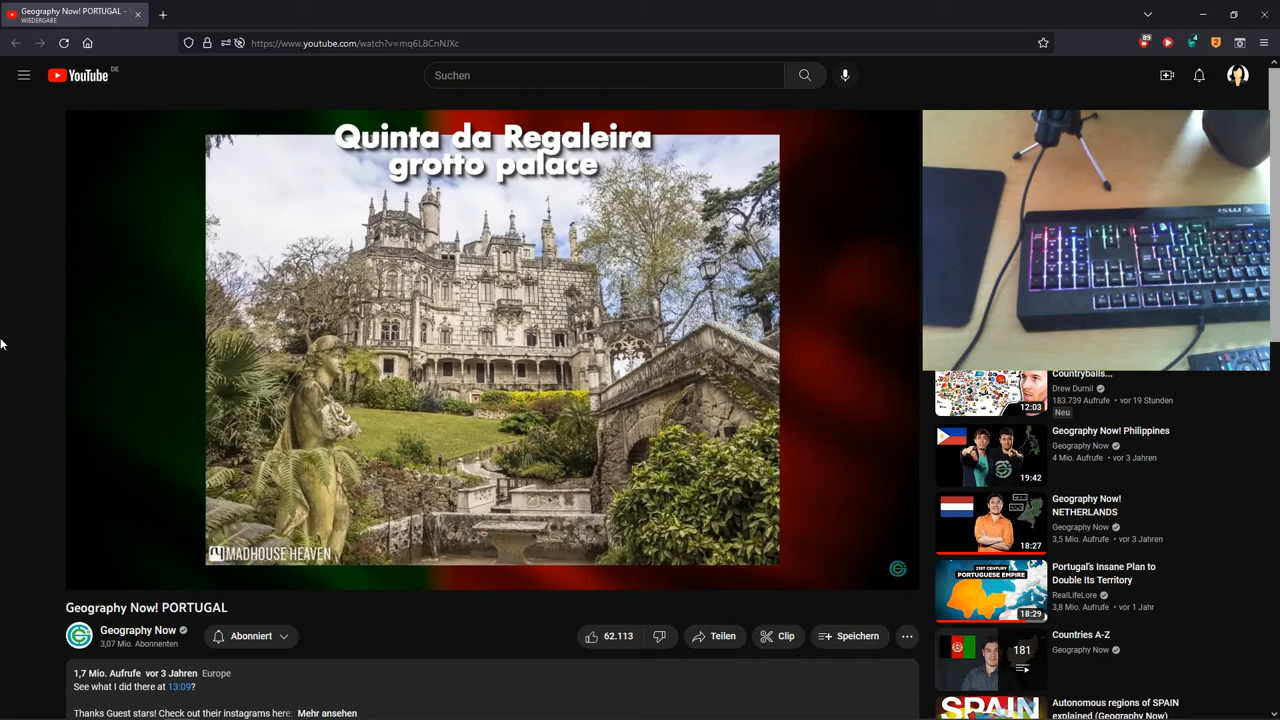 Geography Now! PORTUGAL - Y
WIEDERGABE
https://www.youtube.com/watch?v=mq6L8CnNJXc
89
4
2
YouTube DE
Suchen
Quinta da Regaleira
grotto palace
MADHOUSE HEAVEN
msi
Geography Now! PORTUGAL
Geography Now
3,07 Mio. Abonnenten
Abonniert
62.113
Teilen
Clip
Speichern
1,7 Mio. Aufrufe vor 3 Jahren Europe
See what I did there at 13:09?
Thanks Guest stars! Check out their instagrams here: Mehr ansehen
Countryballs...
Drew Durnil
183.739 Aufrufe • vor 19 Stunden
Neu
12:03
Geography Now! Philippines
Geography Now
4 Mio. Aufrufe • vor 3 Jahren
19:42
Geography Now!
NETHERLANDS
Geography Now
3,5 Mio. Aufrufe • vor 3 Jahren
18:27
21ST CENTURY
PORTUGUESE EMPIRE
18:29
Portugal's Insane Plan to
Double Its Territory
RealLifeLore
3,8 Mio. Aufrufe • vor 1 Jahr
181
Countries A-Z
Geography Now
SPAIN
Autonomous regions of SPAIN
explained (Geography Now)